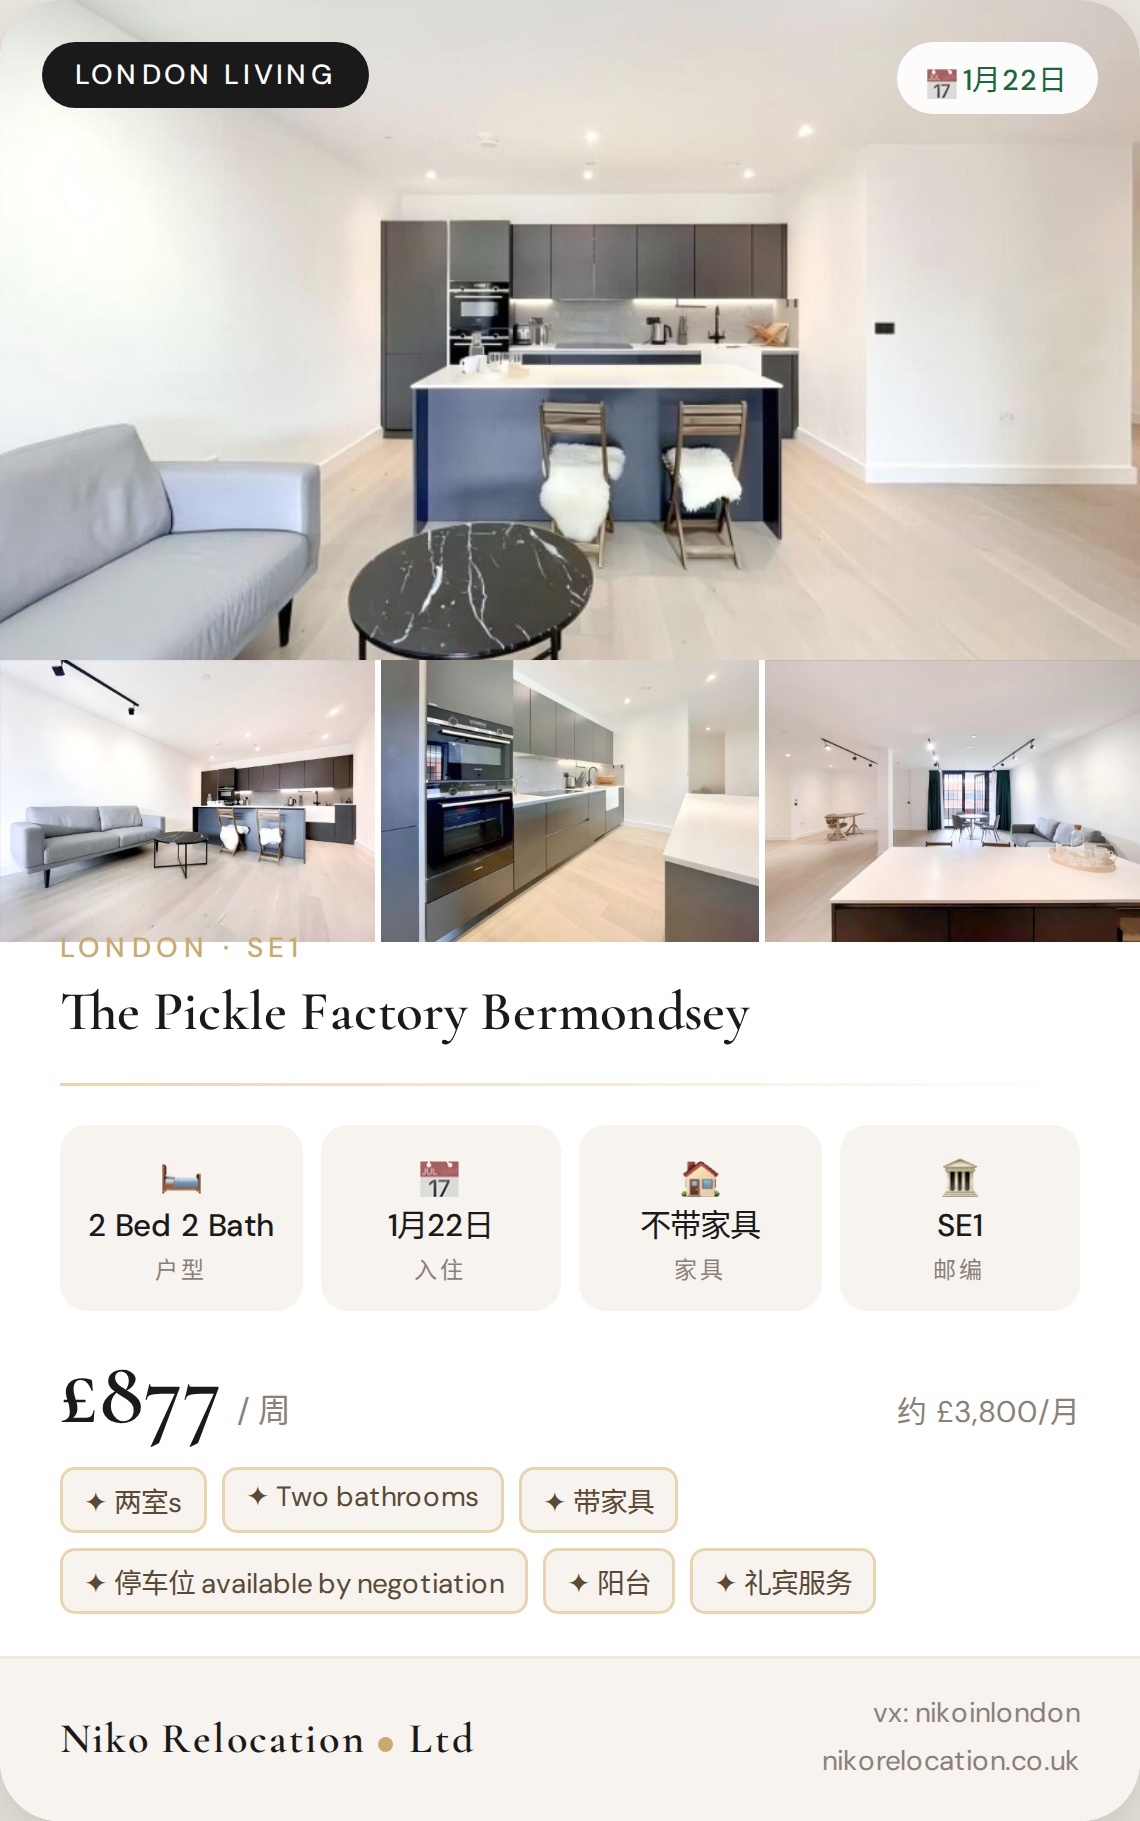 LONDON LIVING
1月22日
LONDON · SE1
The Pickle Factory Bermondsey
2 Bed 2 Bath
1月22日
不带家具
SE1
户型
入住
家具
邮编
£877 / 周
约 £3,800/月
✦ 两室s
✦ Two bathrooms
✦ 带家具
✦ 停车位 available by negotiation
✦ 阳台
✦ 礼宾服务
Niko Relocation ● Ltd
vx: nikoinlondon
nikorelocation.co.uk